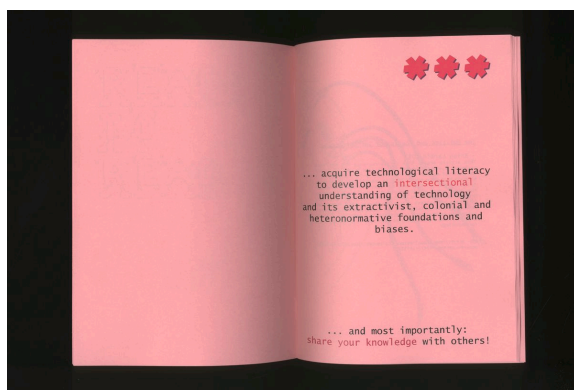 ***
... acquire technological literacy
to develop an intersectional
understanding of technology
and its extractivist, colonial and
heteronormative foundations and
biases.
... and most importantly:
share your knowledge with others!